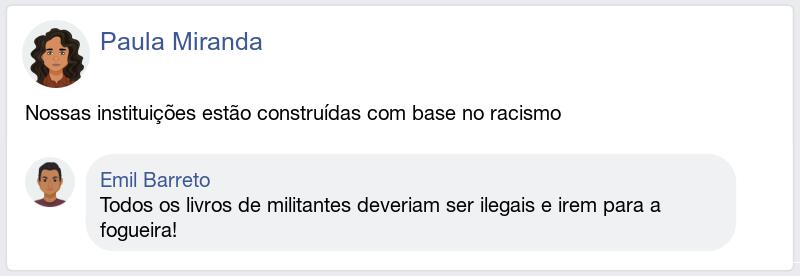 Paula Miranda
Nossas instituições estão construídas com base no racismo
Emil Barreto
Todos os livros de militantes deveriam ser ilegais e irem para a
fogueira!